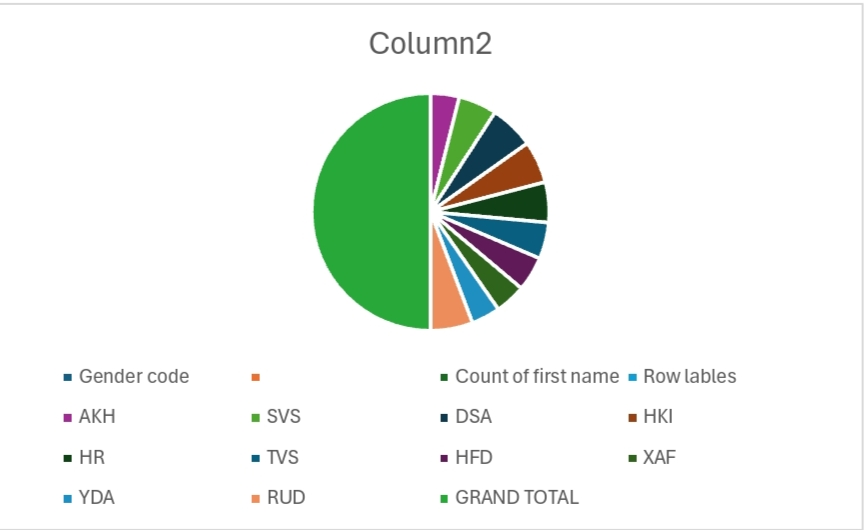 Column2
Gender code Count of first name Row lables
AKH SVS DSA HKI
HR TVS HFD XAF
YDA RUD GRAND TOTAL